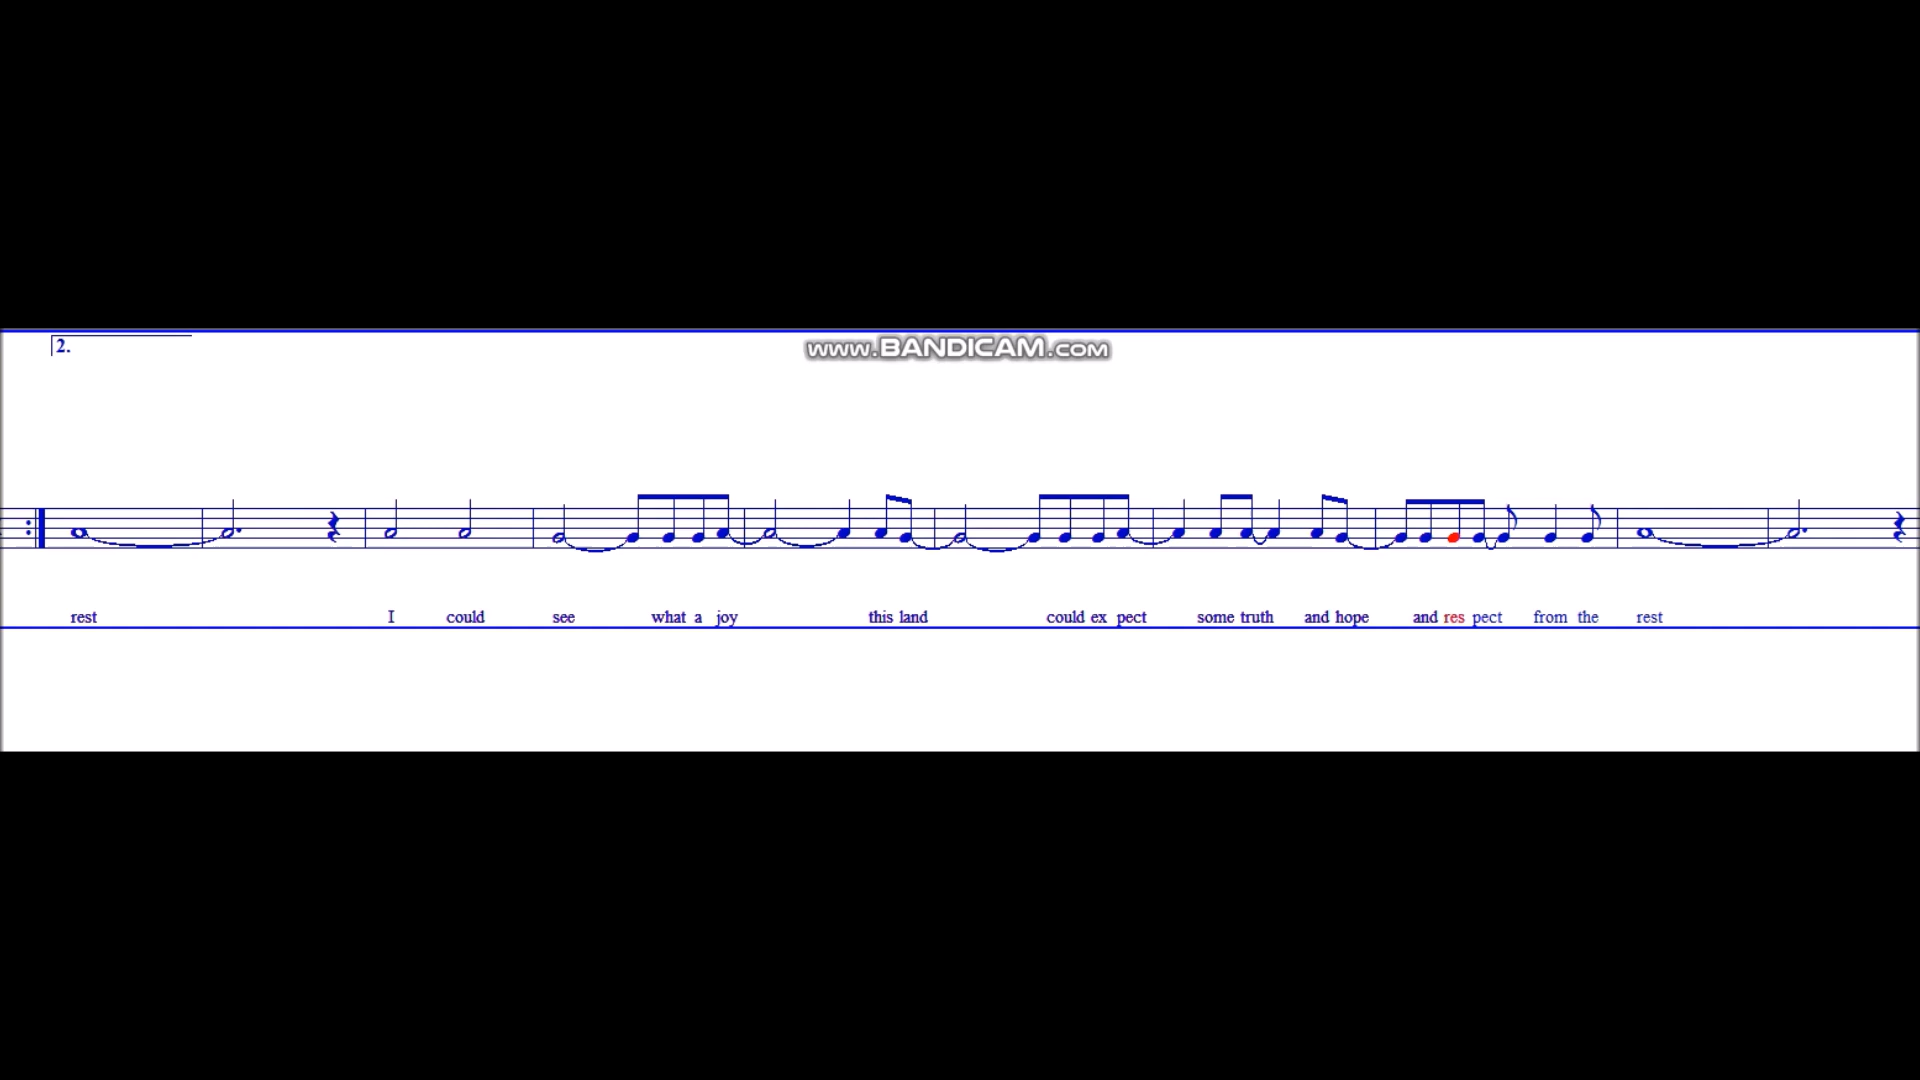 2.
www.BANDICAM.com
rest I could see what a joy this land could ex pect some truth and hope and res pect from the rest